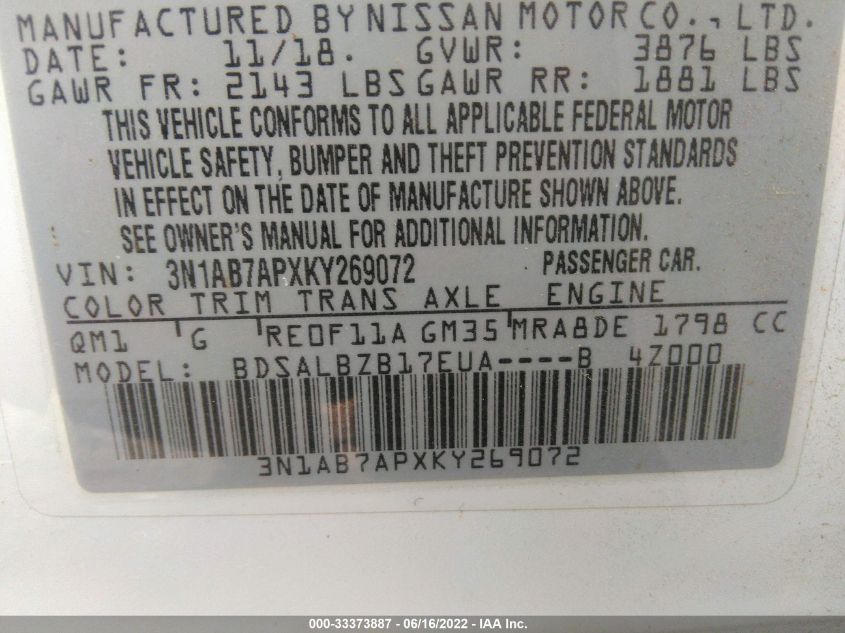 MANUFACTURED BY NISSAN MOTOR CO., LTD.
DATE: 11/18. GVWR: 3876 LBS
GAWR FR: 2143 LBS GAWR RR: 1881 LBS
THIS VEHICLE CONFORMS TO ALL APPLICABLE FEDERAL MOTOR
VEHICLE SAFETY, BUMPER AND THEFT PREVENTION STANDARDS
IN EFFECT ON THE DATE OF MANUFACTURE SHOWN ABOVE.
SEE OWNER'S MANUAL FOR ADDITIONAL INFORMATION.
VIN: 3N1AB7APXKY269072 PASSENGER CAR.
COLOR TRIM TRANS AXLE ENGINE
QM1 G RE0F11A GM35 MRA8DE 1798 CC
MODEL: BDSALBZB17EUA----B 4Z000
3N1AB7APXKY269072
000-33373887 - 06/16/2022 - IAA Inc.